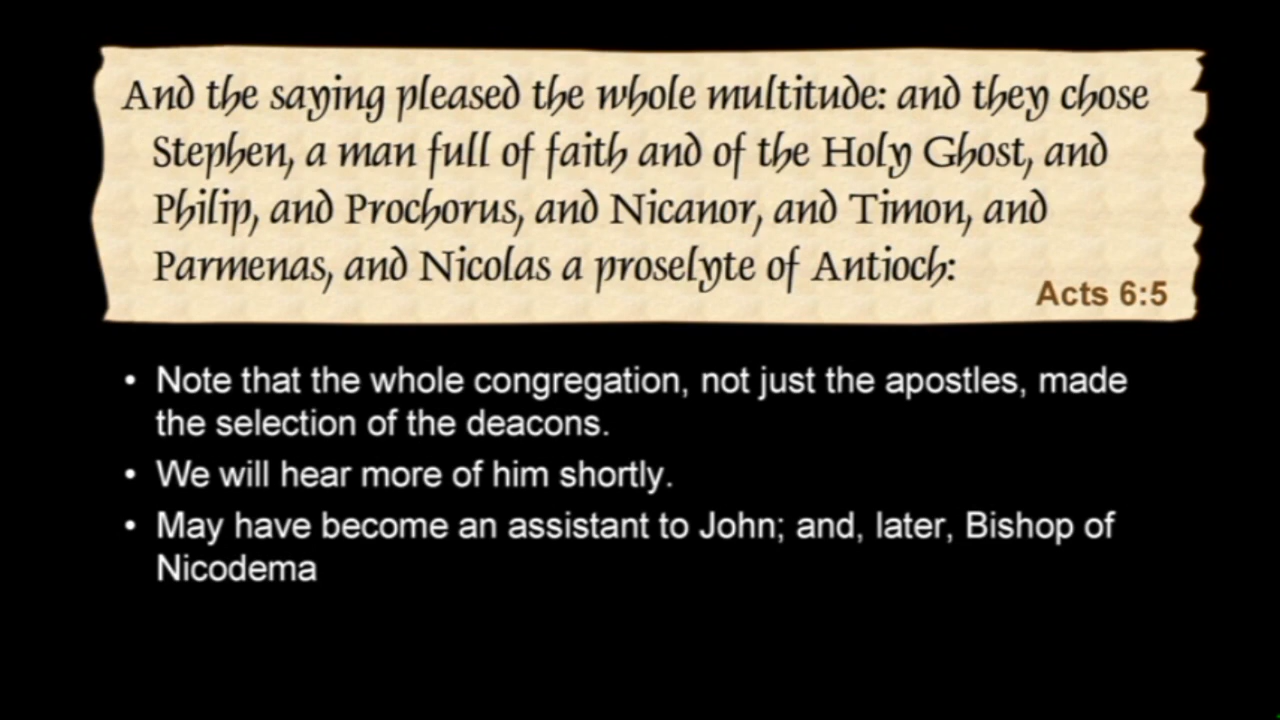 And the saying pleased the whole multitude: and they chose
Stephen, a man full of faith and of the Holy Ghost, and
Philip, and Prochorus, and Nicanor, and Timon, and
Parmenas, and Nicolas a proselyte of Antioch:
Acts 6:5
• Note that the whole congregation, not just the apostles, made
the selection of the deacons.
• We will hear more of him shortly.
• May have become an assistant to John; and, later, Bishop of
Nicodema